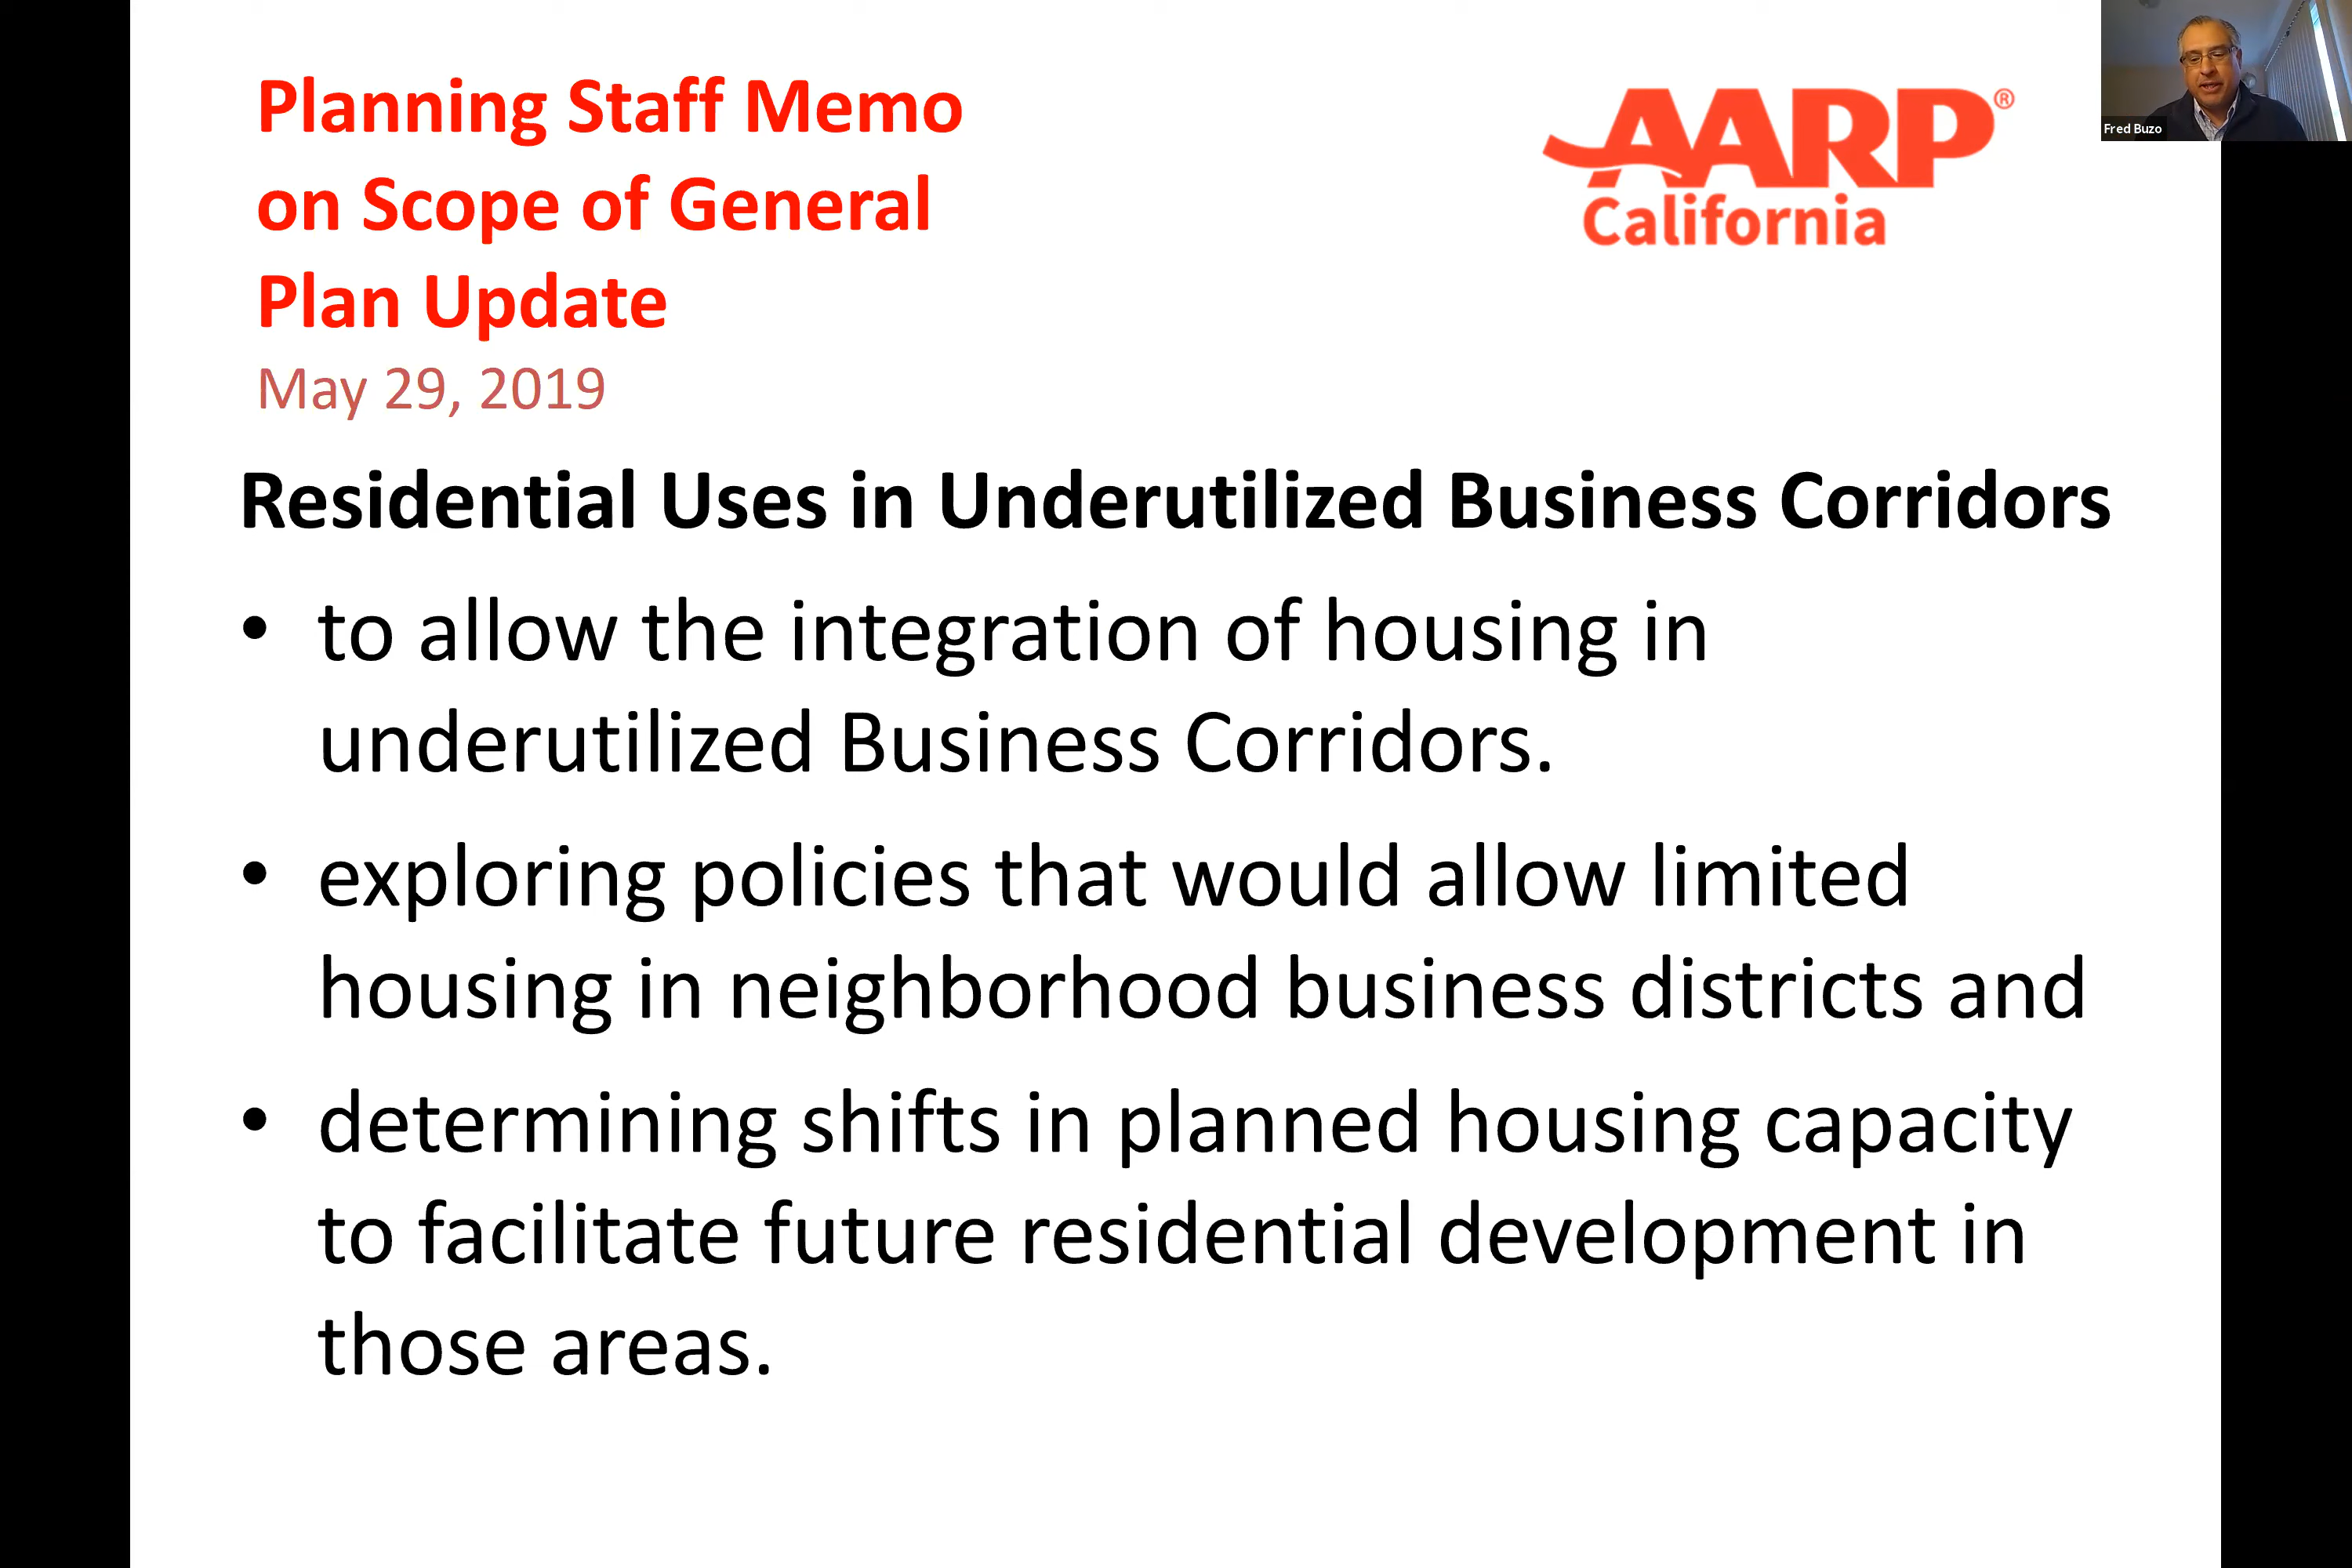 Planning Staff Memo
on Scope of General
Plan Update
May 29, 2019
AARP®
California
Fred Buzo
Residential Uses in Underutilized Business Corridors
• to allow the integration of housing in
underutilized Business Corridors.
• exploring policies that would allow limited
housing in neighborhood business districts and
• determining shifts in planned housing capacity
to facilitate future residential development in
those areas.